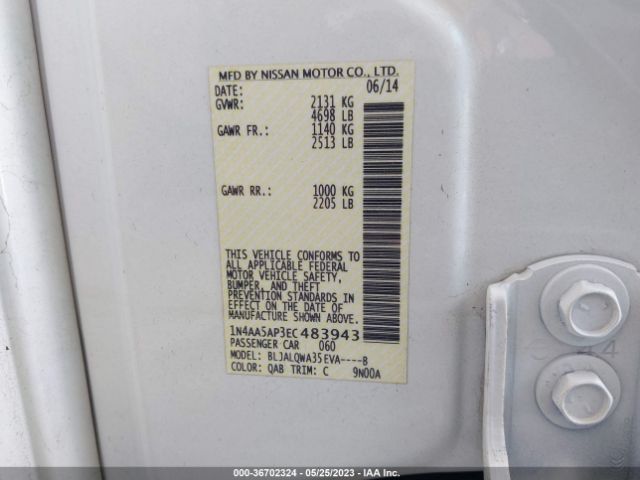 MFD BY NISSAN MOTOR CO., LTD.
DATE: 06/14
GVWR: 2131 KG
4698 LB
GAWR FR.: 1140 KG
2513 LB
GAWR RR.: 1000 KG
2205 LB
THIS VEHICLE CONFORMS TO
ALL APPLICABLE FEDERAL
MOTOR VEHICLE SAFETY,
BUMPER, AND THEFT
PREVENTION STANDARDS IN
EFFECT ON THE DATE OF
MANUFACTURE SHOWN ABOVE.
1N4AA5AP3EC483943
PASSENGER CAR 060
MODEL: BLJALQWA35EVA----B
COLOR: QAB TRIM: C 9N00A
44
000-36702324 - 05/25/2023 - IAA Inc.